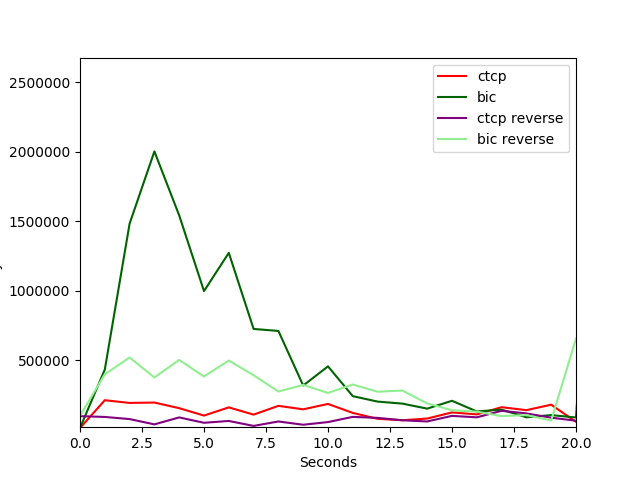 2500000
2000000
1500000
1000000
500000
0.0 2.5 5.0 7.5 10.0 12.5 15.0 17.5 20.0
Seconds
ctcp
bic
ctcp reverse
bic reverse